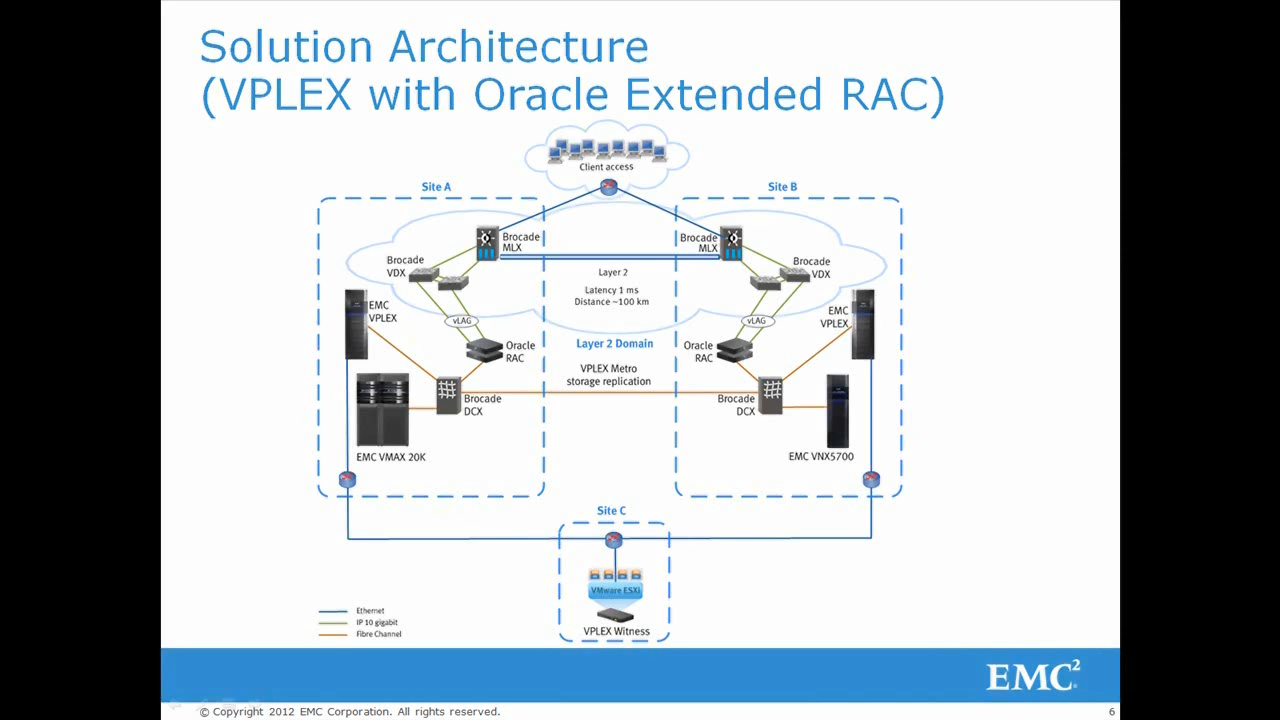 Solution Architecture
(VPLEX with Oracle Extended RAC)
Client access
Site A
Site B
Brocade
MLX
Brocade
MLX
Brocade
VDX
Brocade
VDX
Layer 2
Latency 1 ms
Distance ~100 km
EMC
VPLEX
EMC
VPLEX
vLAG
vLAG
Oracle
RAC
Layer 2 Domain
Oracle
RAC
VPLEX Metro
storage replication
Brocade
DCX
Brocade
DCX
EMC VMAX 20K
EMC VNX5700
Site C
VMware ESXi
VPLEX Witness
Ethernet
IP 10 gigabit
Fibre Channel
EMC²
© Copyright 2012 EMC Corporation. All rights reserved.
6